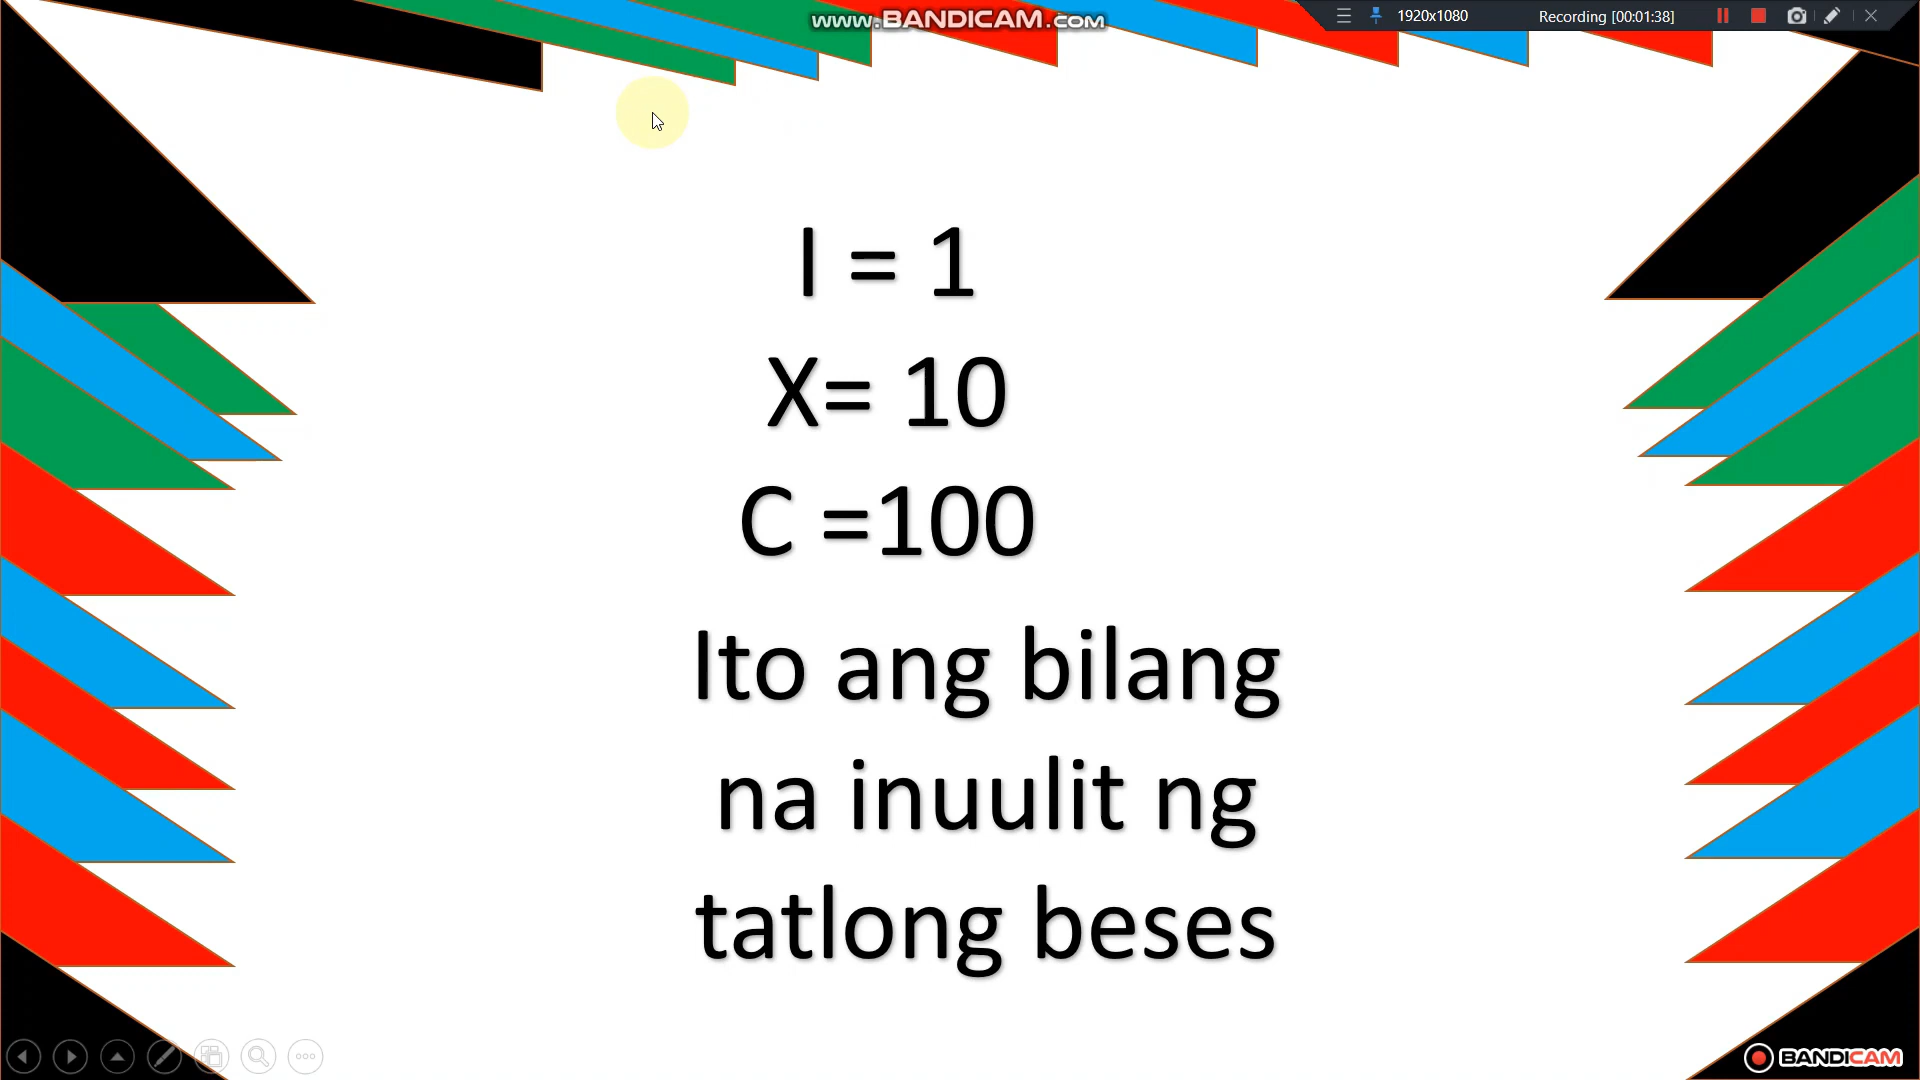 www.BANDICAM.com
1920x1080
Recording [00:01:38]
I = 1
X= 10
C =100
Ito ang bilang
na inuulit ng
tatlong beses
BANDICAM